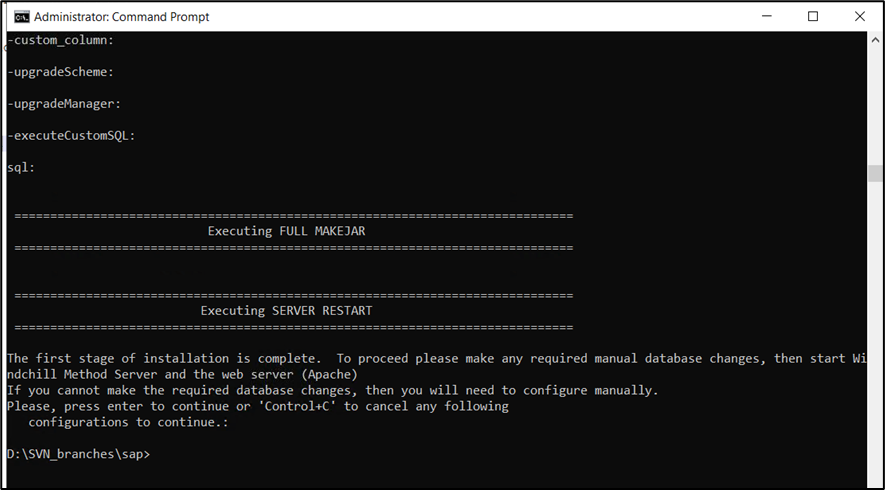 Administrator: Command Prompt
-custom_column:
-upgradeScheme:
-upgradeManager:
-executeCustomSQL:
sql:
==============================================================================
Executing FULL MAKEJAR
==============================================================================
==============================================================================
Executing SERVER RESTART
==============================================================================
The first stage of installation is complete.  To proceed please make any required manual database changes, then start Wi
ndchill Method Server and the web server (Apache)
If you cannot make the required database changes, then you will need to configure manually.
Please, press enter to continue or 'Control+C' to cancel any following
configurations to continue.:
D:\SVN_branches\sap>